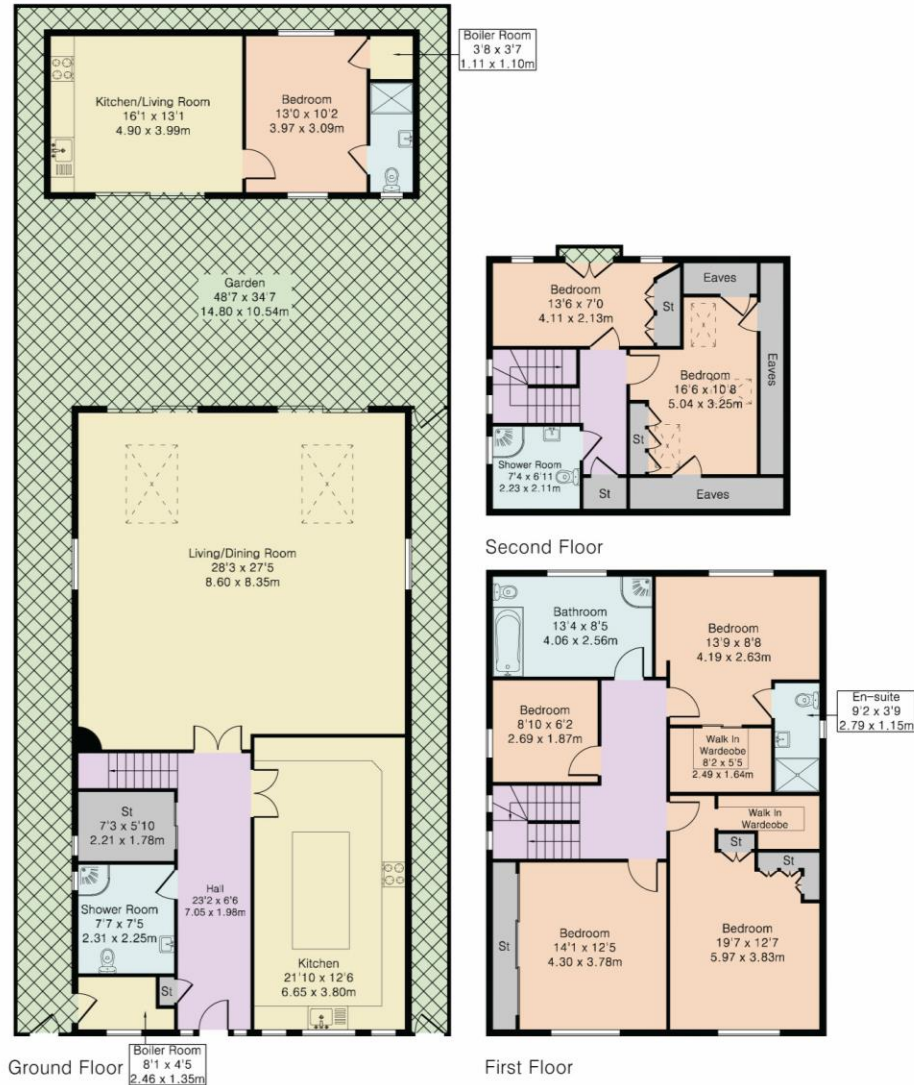 Boiler Room
3'8 x 3'7
1.11 x 1.10m
Kitchen/Living Room
16'1 x 13'1
4.90 x 3.99m
Bedroom
13'0 x 10'2
3.97 x 3.09m
Garden
48'7 x 34'7
14.80 x 10.54m
Living/Dining Room
28'3 x 27'5
8.60 x 8.35m
St
7'3 x 5'10
2.21 x 1.78m
Hall
23'2 x 6'6
7.05 x 1.98m
Shower Room
7'7 x 7'5
2.31 x 2.25m
St
Kitchen
21'10 x 12'6
6.65 x 3.80m
Ground Floor
Boiler Room
8'1 x 4'5
2.46 x 1.35m
Bedroom
13'6 x 7'0
4.11 x 2.13m
St
Eaves
Eaves
Bedroom
16'6 x 10'8
5.04 x 3.25m
St
Shower Room
7'4 x 6'11
2.23 x 2.11m
St
Eaves
Second Floor
Bathroom
13'4 x 8'5
4.06 x 2.56m
Bedroom
13'9 x 8'8
4.19 x 2.63m
En-suite
9'2 x 3'9
2.79 x 1.15m
Bedroom
8'10 x 6'2
2.69 x 1.87m
Walk In
Wardeobe
8'2 x 5'5
2.49 x 1.64m
Walk In
Wardeobe
St
St
St
Bedroom
14'1 x 12'5
4.30 x 3.78m
Bedroom
19'7 x 12'7
5.97 x 3.83m
First Floor